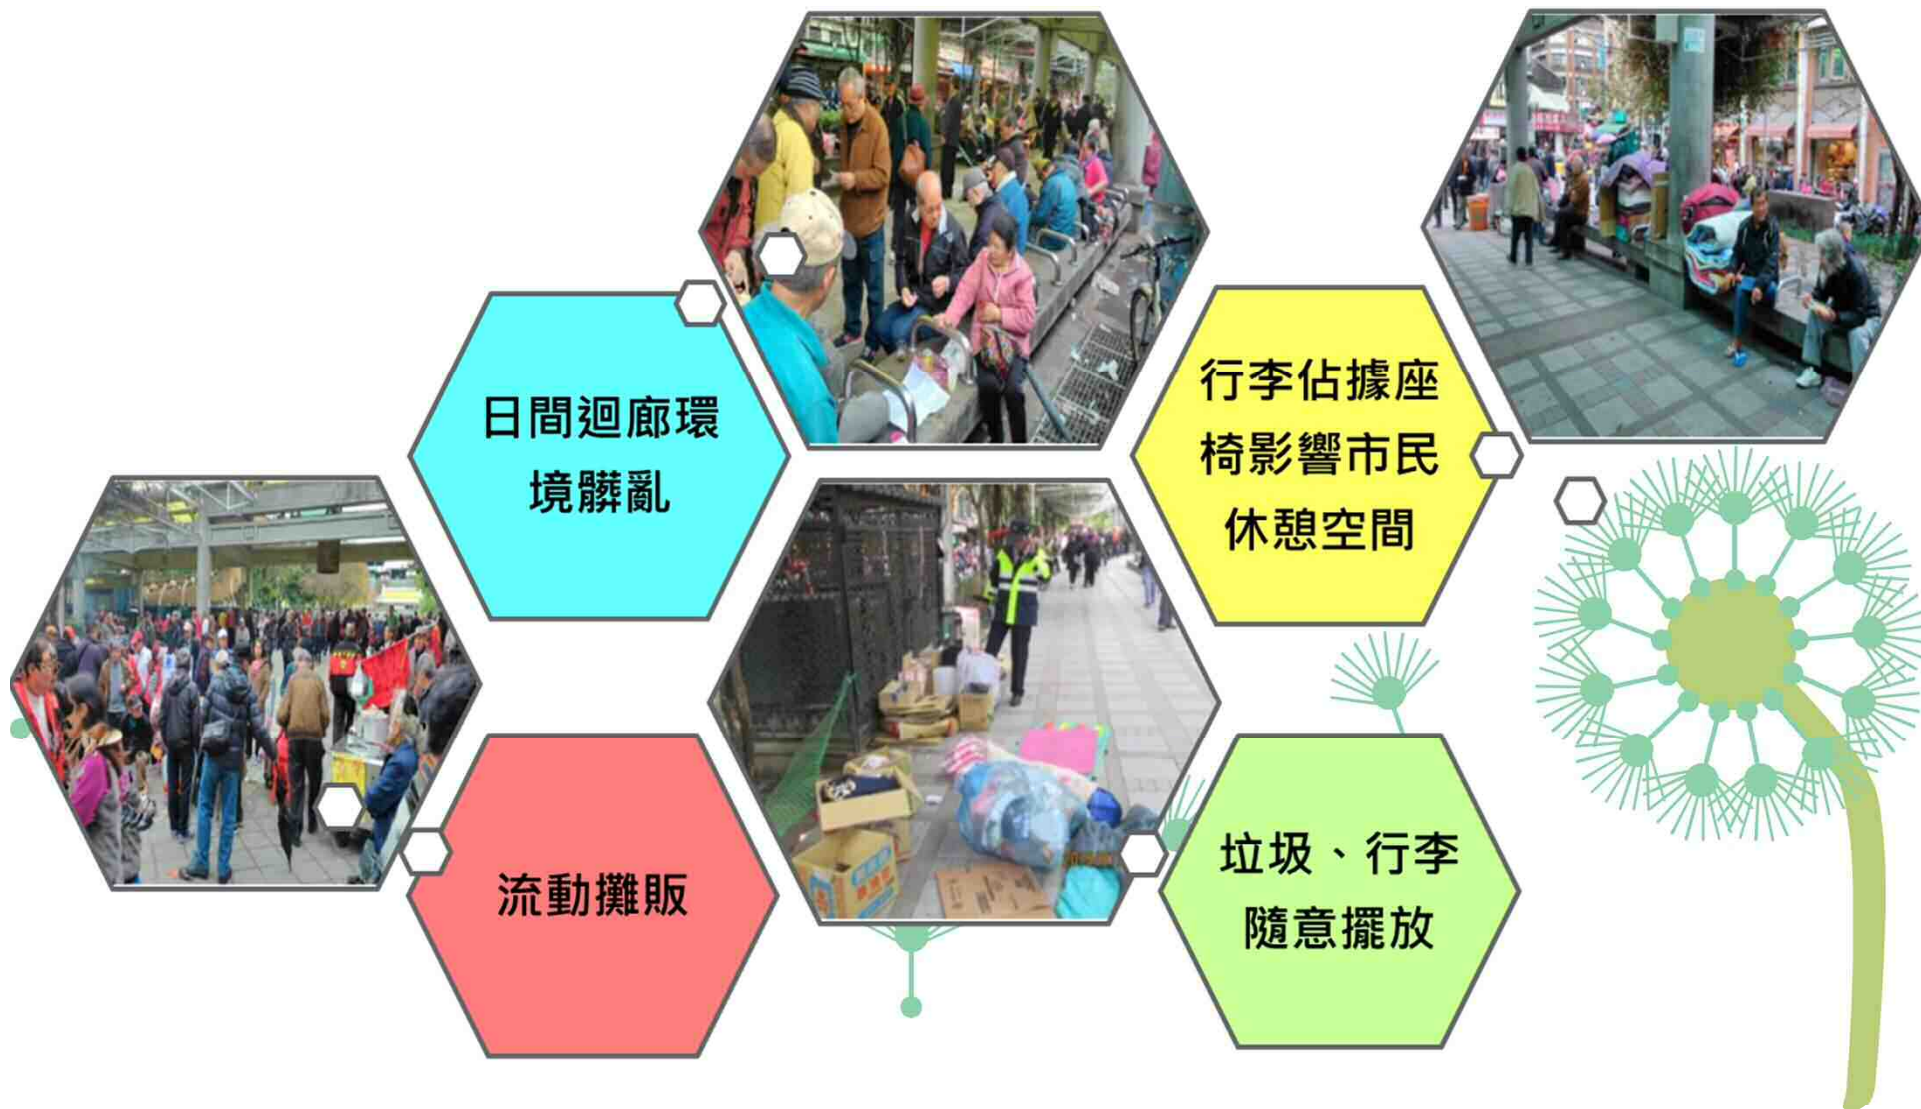 日間迴廊環
境髒亂
行李佔據座
椅影響市民
休憩空間
流動攤販
垃圾、行李
隨意擺放